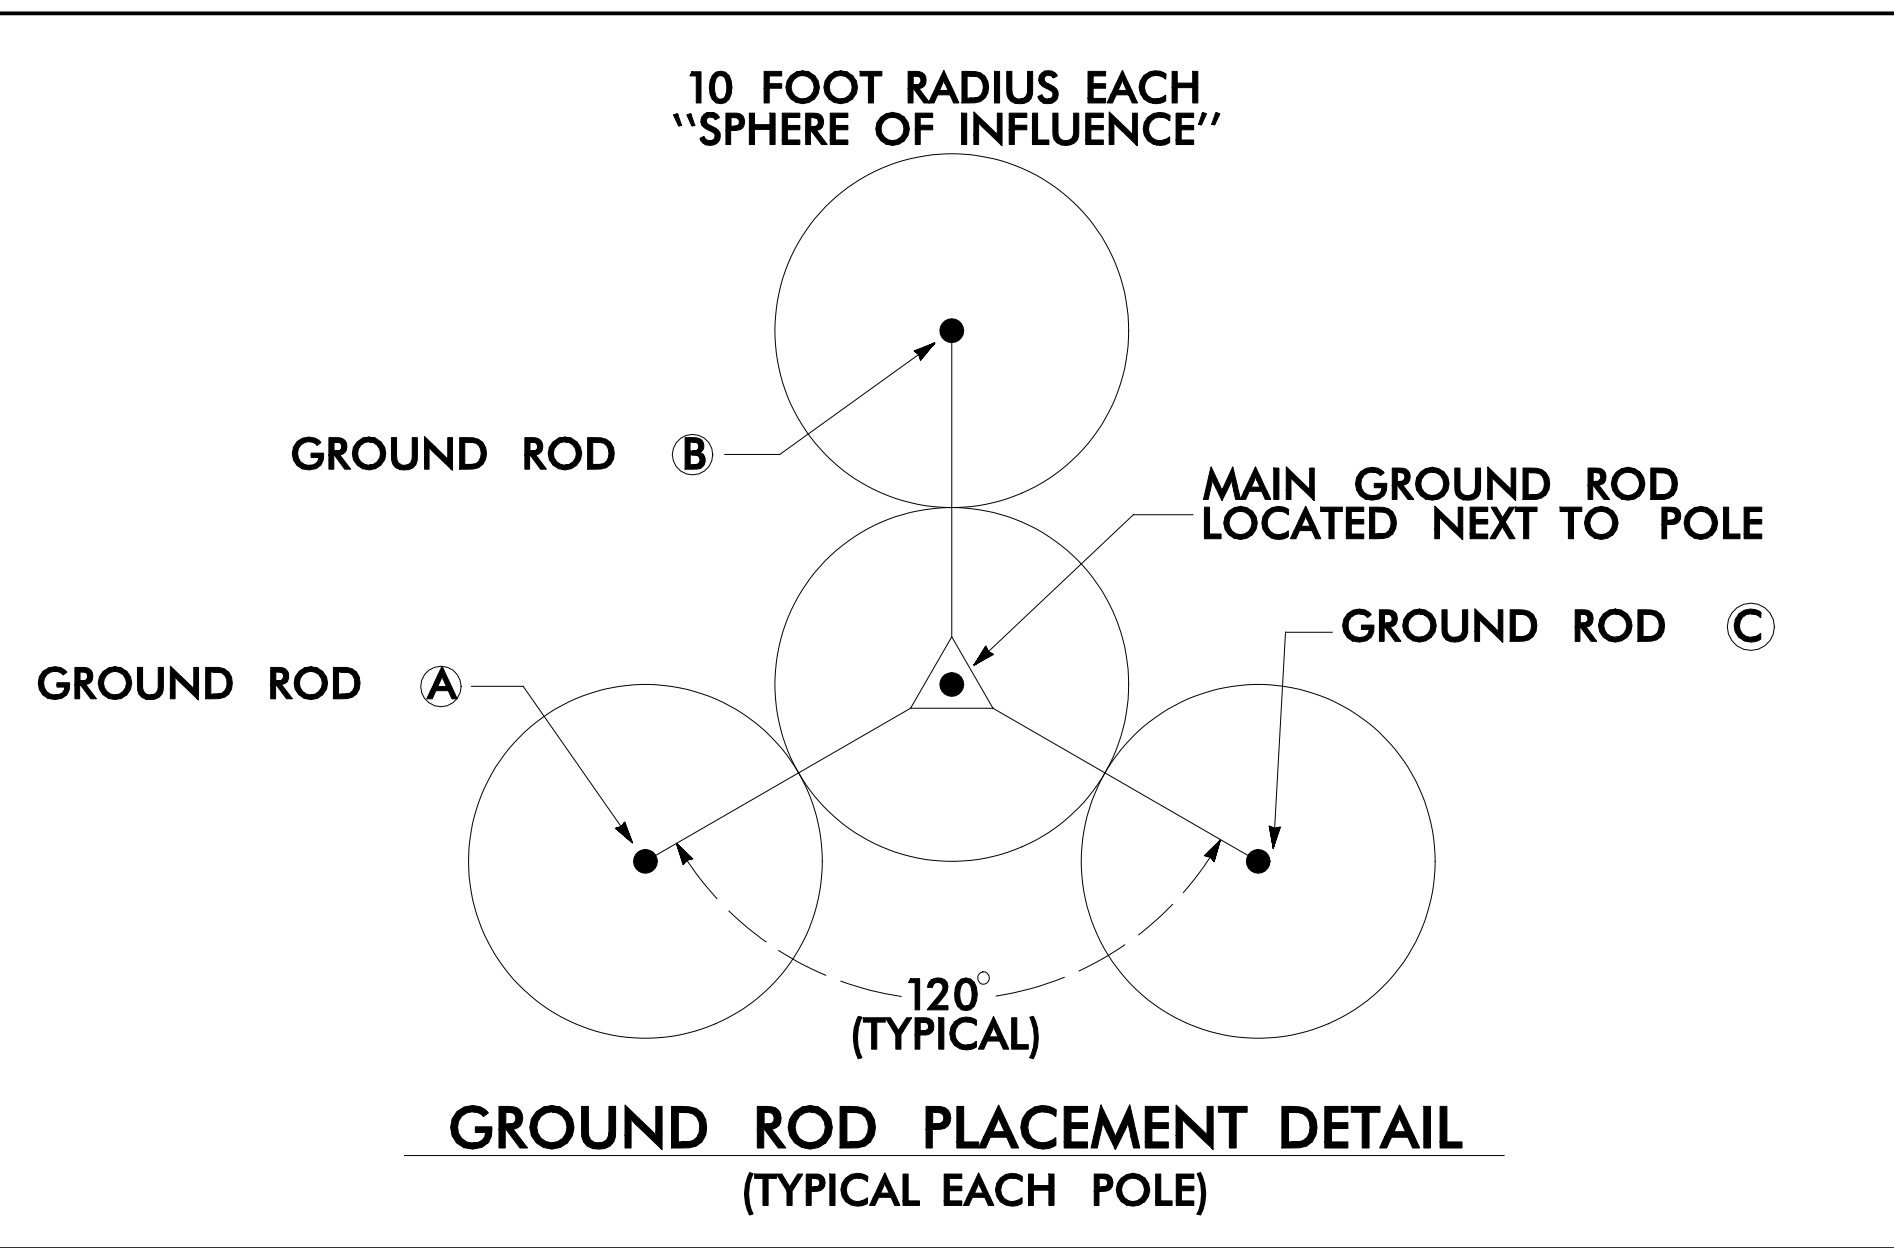 10 FOOT RADIUS EACH
‘‘SPHERE OF INFLUENCE’’
GROUND ROD B
MAIN GROUND ROD
LOCATED NEXT TO POLE
GROUND ROD C
GROUND ROD A
120°
(TYPICAL)
GROUND ROD PLACEMENT DETAIL
(TYPICAL EACH POLE)